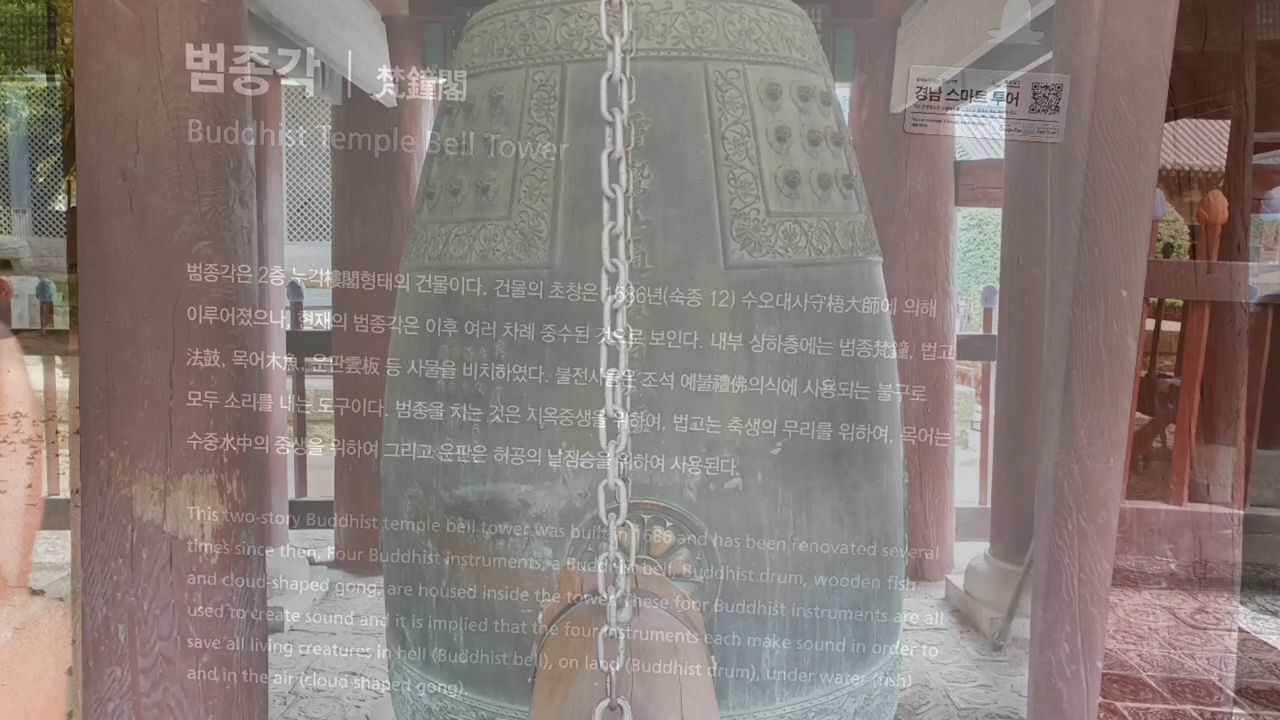 범종각 | 梵鐘閣
Buddhist Temple Bell Tower
경남 스마트 투어
범종각은 2층 누각樓閣형태의 건물이다. 건물의 초창은 1686년(숙종 12) 수오대사守梧大師에 의해
이루어졌으나, 현재의 범종각은 이후 여러 차례 중수된 것으로 보인다. 내부 상하층에는 범종梵鐘, 법고
法鼓, 목어木魚, 운판雲板 등 사물을 비치하였다. 불전사물은 조석 예불禮佛의식에 사용되는 불구로
모두 소리를 내는 도구이다. 범종을 치는 것은 지옥중생을 위하여, 법고는 축생의 무리를 위하여, 목어는
수중水中의 중생을 위하여 그리고 운판은 허공의 날짐승을 위하여 사용된다.
This two-story Buddhist temple bell tower was built in 1686 and has been renovated several
times since then. Four Buddhist instruments, a Buddhist bell, Buddhist drum, wooden fish,
and cloud-shaped gong, are housed inside the tower. These four Buddhist instruments are all
used to create sound and it is implied that the four instruments each make sound in order to
save all living creatures in hell (Buddhist bell), on land (Buddhist drum), under water (fish)
and in the air (cloud-shaped gong).